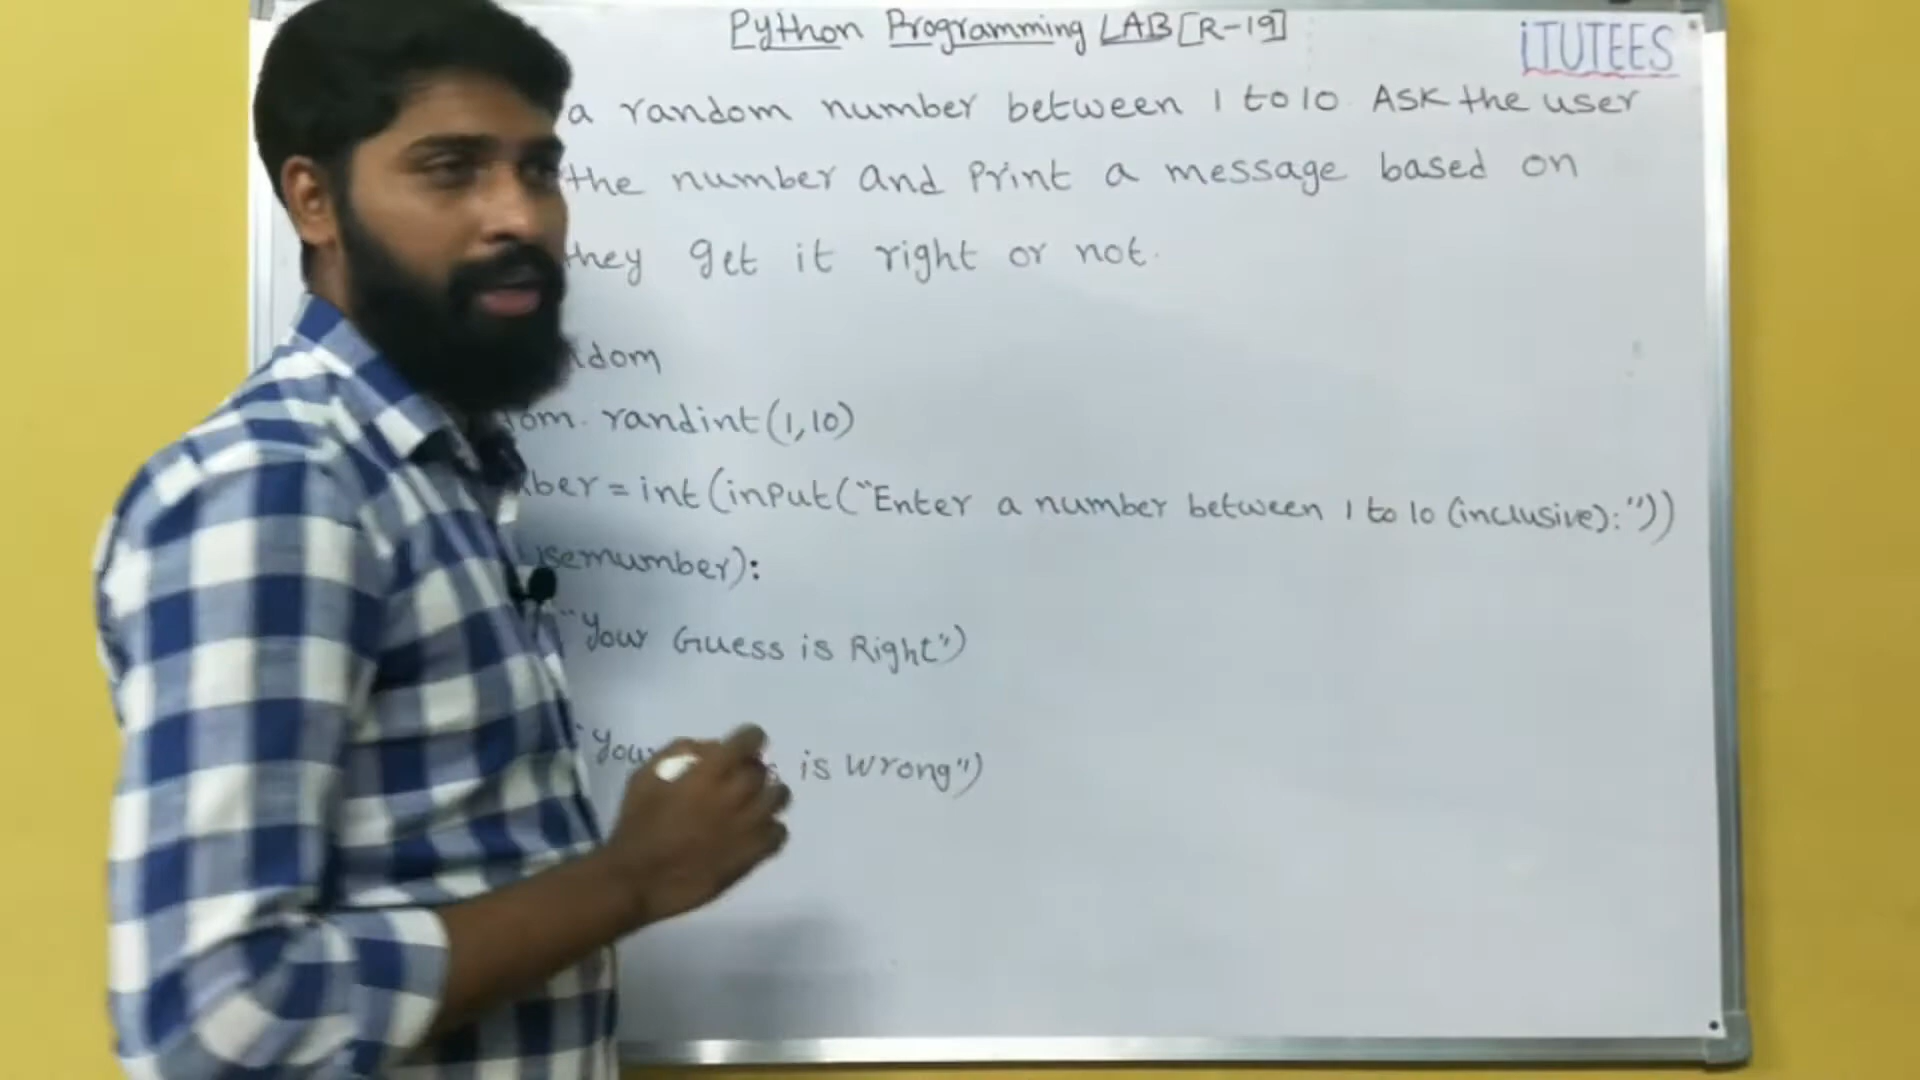 Python Programming LAB [R-19]
iTUTEES
a random number between 1 to 10. Ask the user
the number and Print a message based on
they get it right or not.
dom
om. randint(1,10)
ber = int(input("Enter a number between 1 to 10 (inclusive):"))
usernumber):
"Your Guess is Right")
"Your is Wrong")